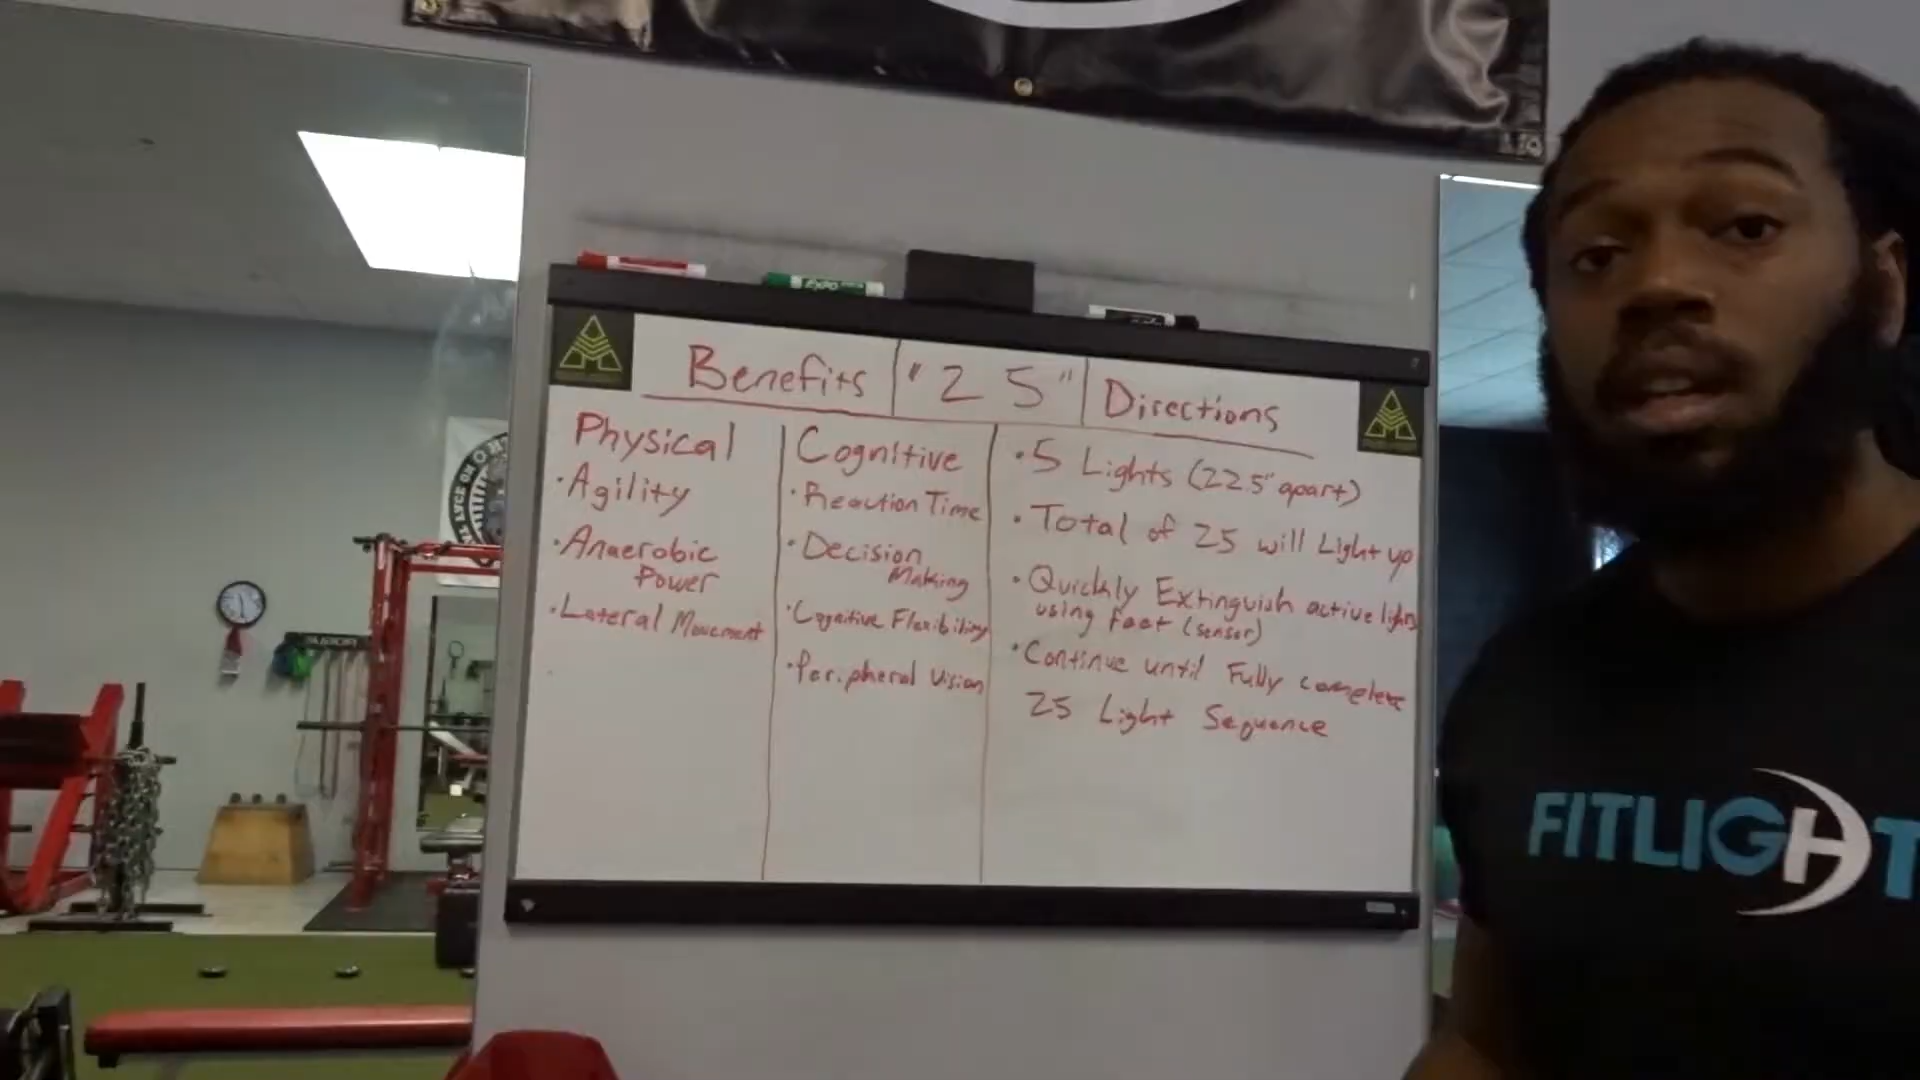 Benefits "25" Directions
Physical
• Agility
• Anaerobic
Power
• Lateral Movement
Cognitive
• Reaction Time
• Decision
Making
• Cognitive Flexibility
• Peripheral Vision
• 5 Lights (22.5" apart)
• Total of 25 will Light up
• Quickly Extinguish active lights
using foot (sensor)
• Continue until Fully complete
25 Light Sequence
EXPO
FITLIGHT